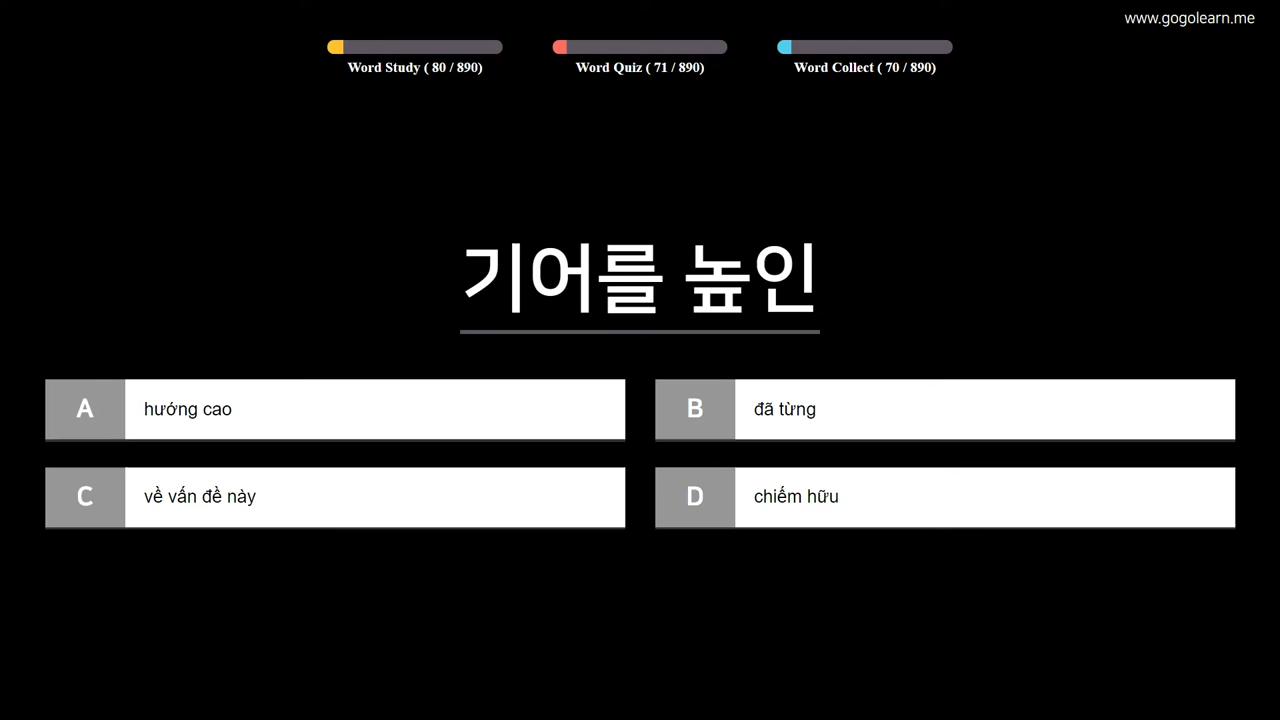 www.gogolearn.me
Word Study ( 80 / 890)
Word Quiz ( 71 / 890)
Word Collect ( 70 / 890)
기어를 높인
A hướng cao
B đã từng
C về vấn đề này
D chiếm hữu